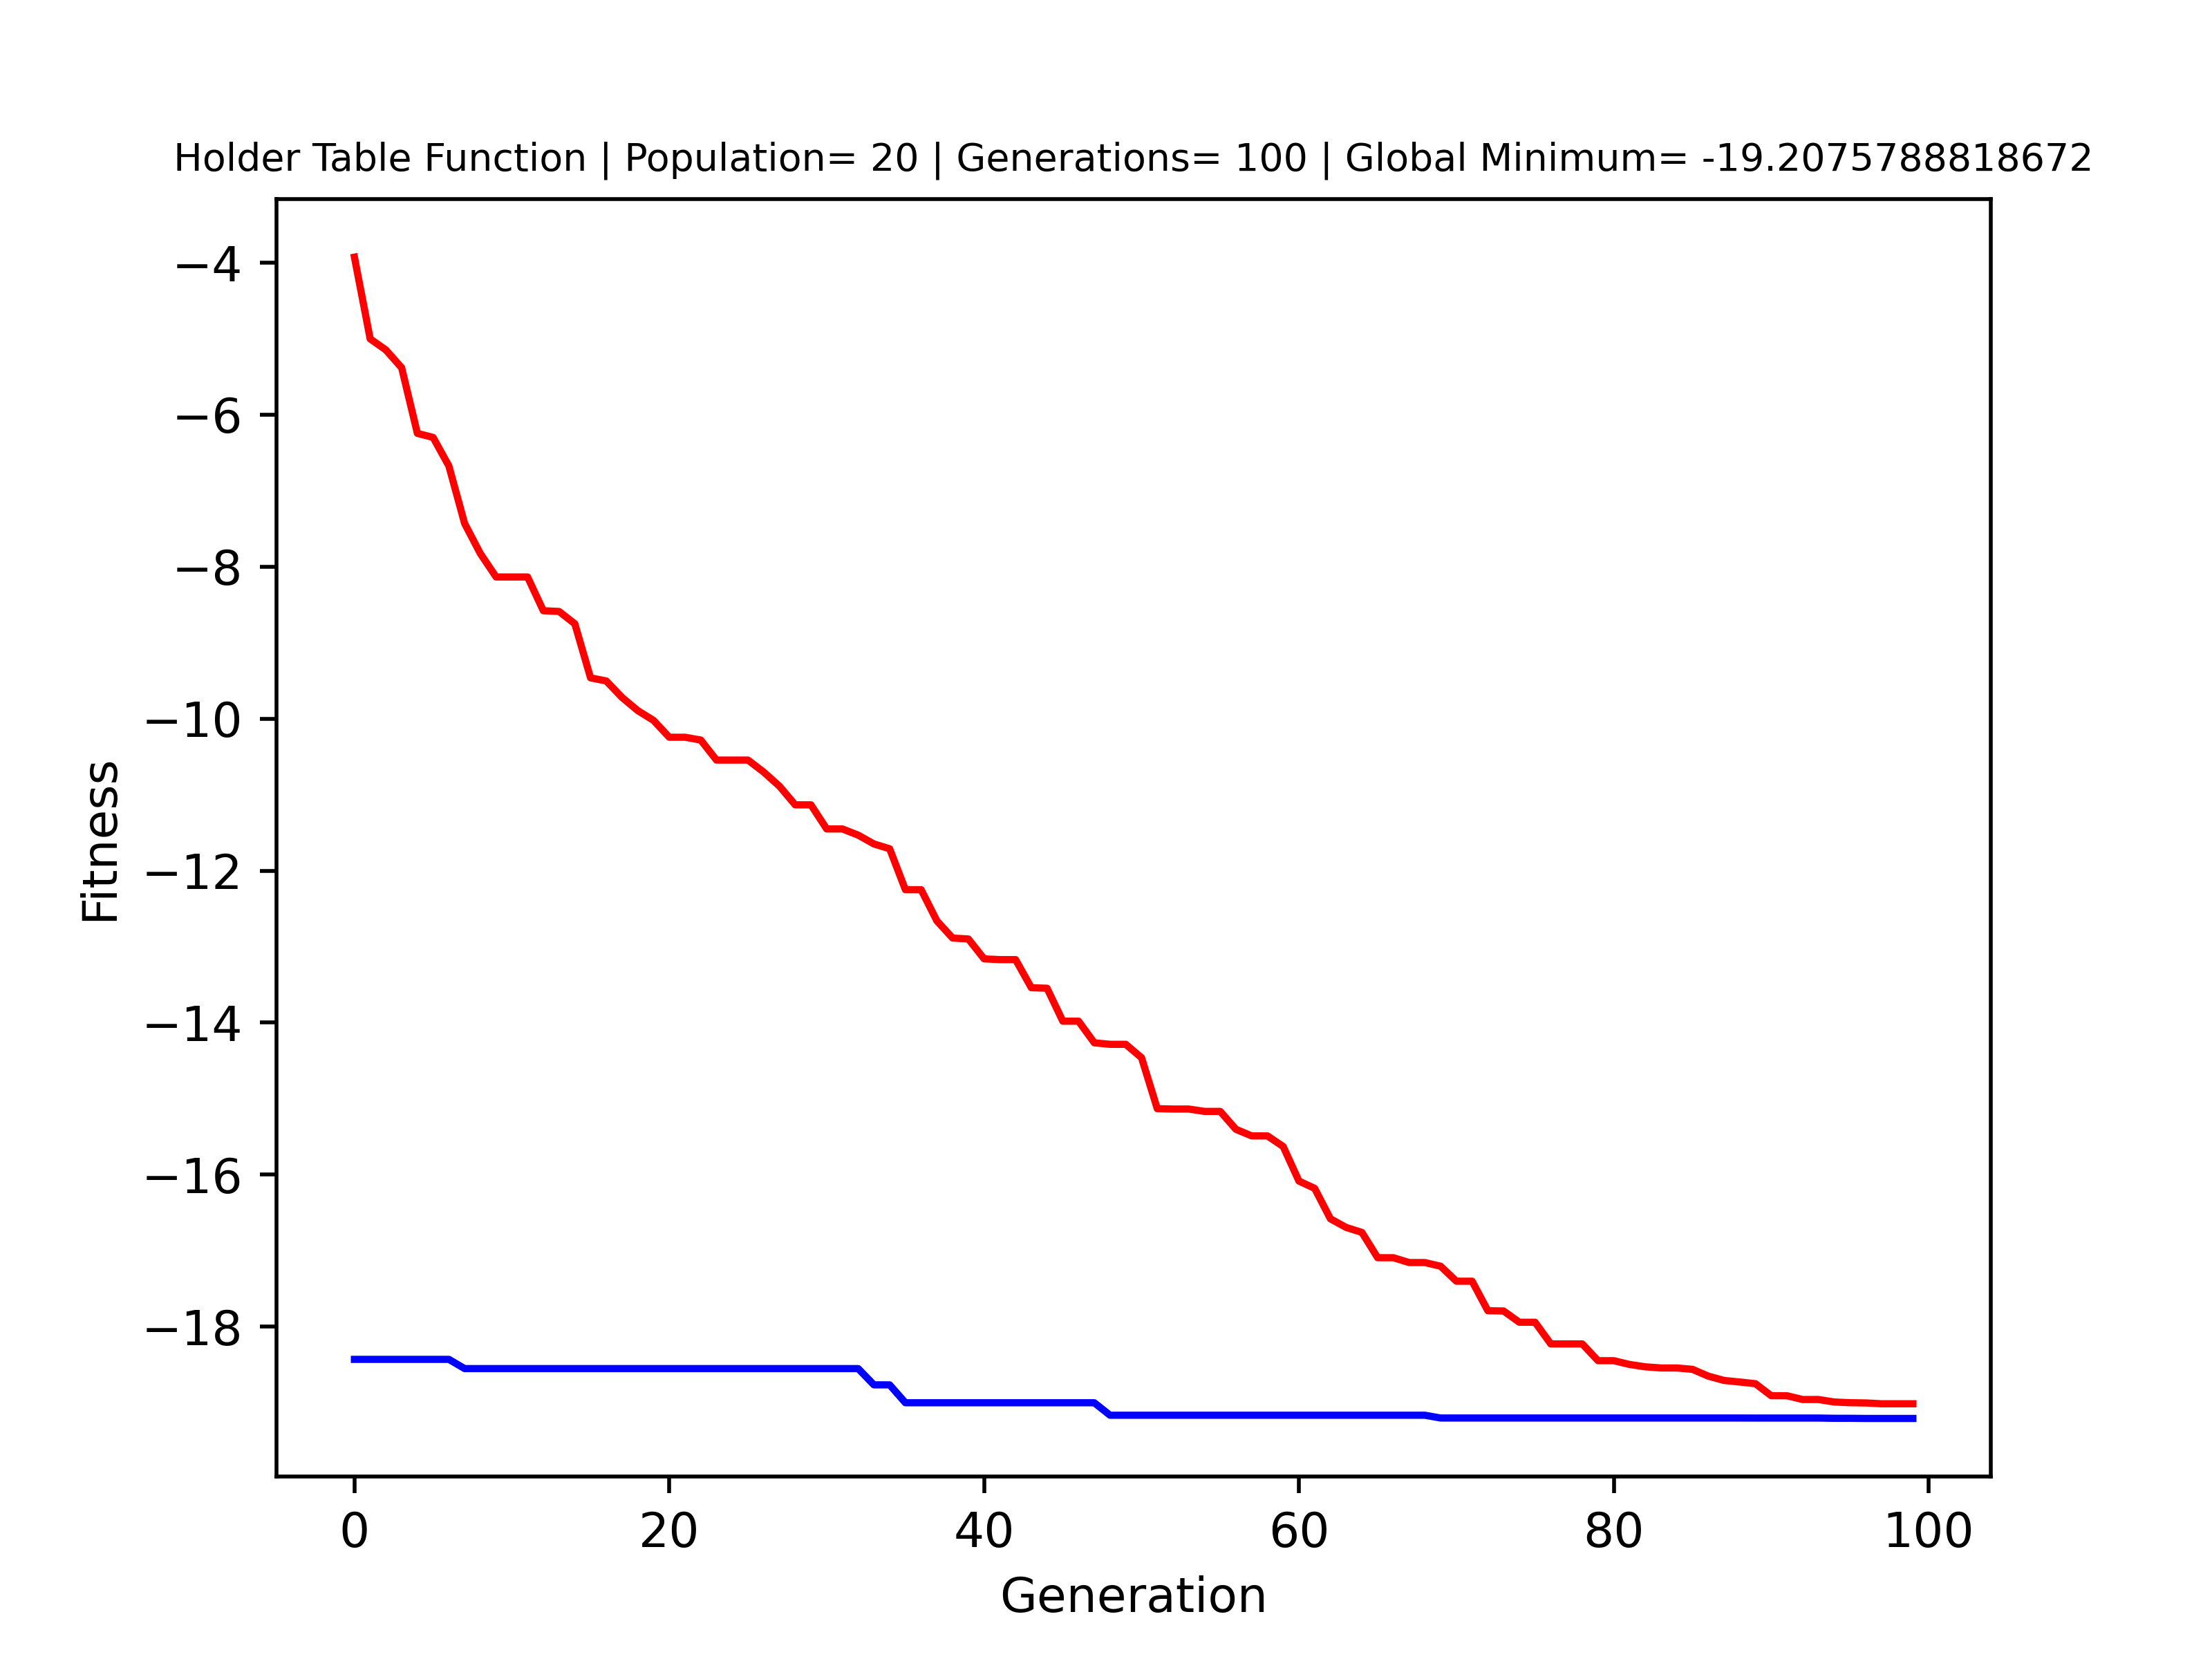 Holder Table Function | Population= 20 | Generations= 100 | Global Minimum= -19.2075788818672
−4
−6
−8
−10
−12
−14
−16
−18
Fitness
0 20 40 60 80 100
Generation